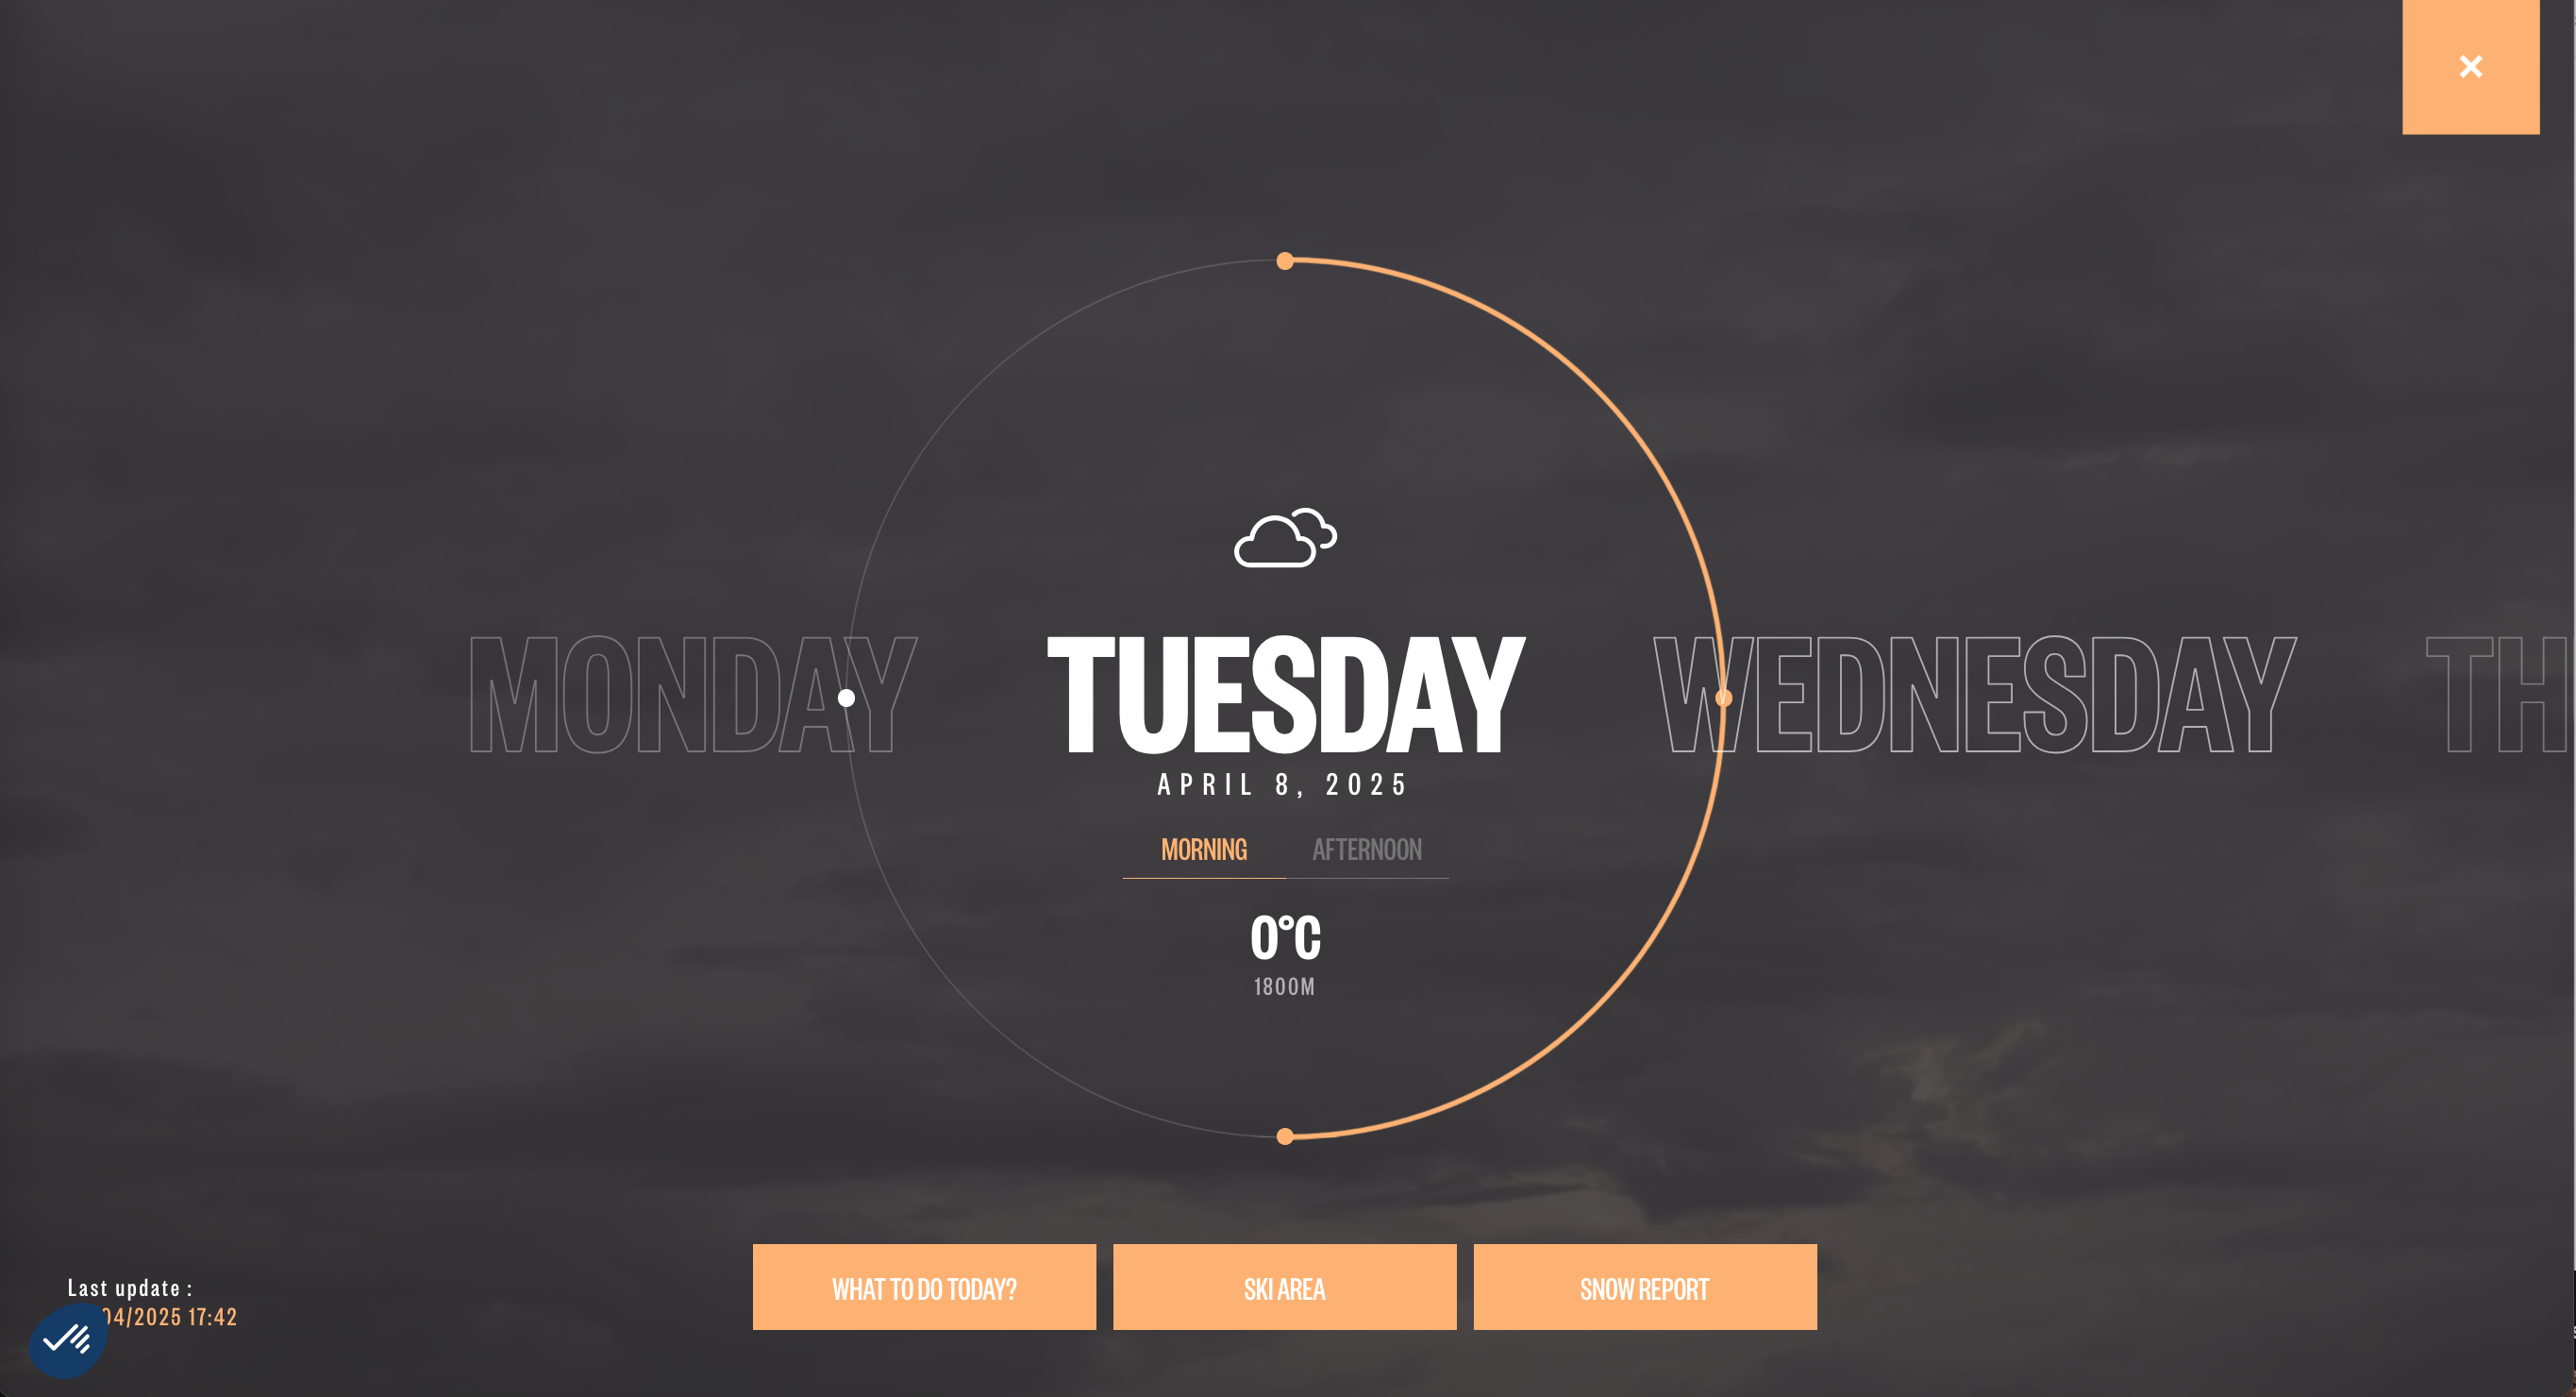 MONDAY
TUESDAY
WEDNESDAY
TH
APRIL 8, 2025
MORNING
AFTERNOON
0°C
1800M
WHAT TO DO TODAY?
SKI AREA
SNOW REPORT
Last update :
04/2025 17:42